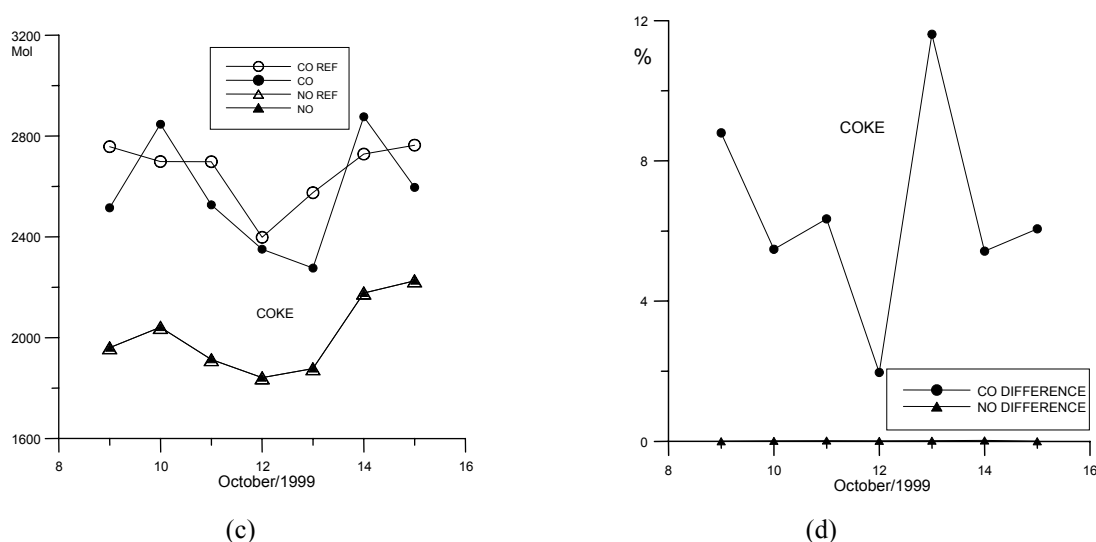 3200
Mol
2800
2400
2000
1600
CO REF
CO
NO REF
NO
COKE
8
10
12
14
16
October/1999
(c)
12
%
8
4
0
COKE
CO DIFFERENCE
NO DIFFERENCE
8
10
12
14
16
October/1999
(d)